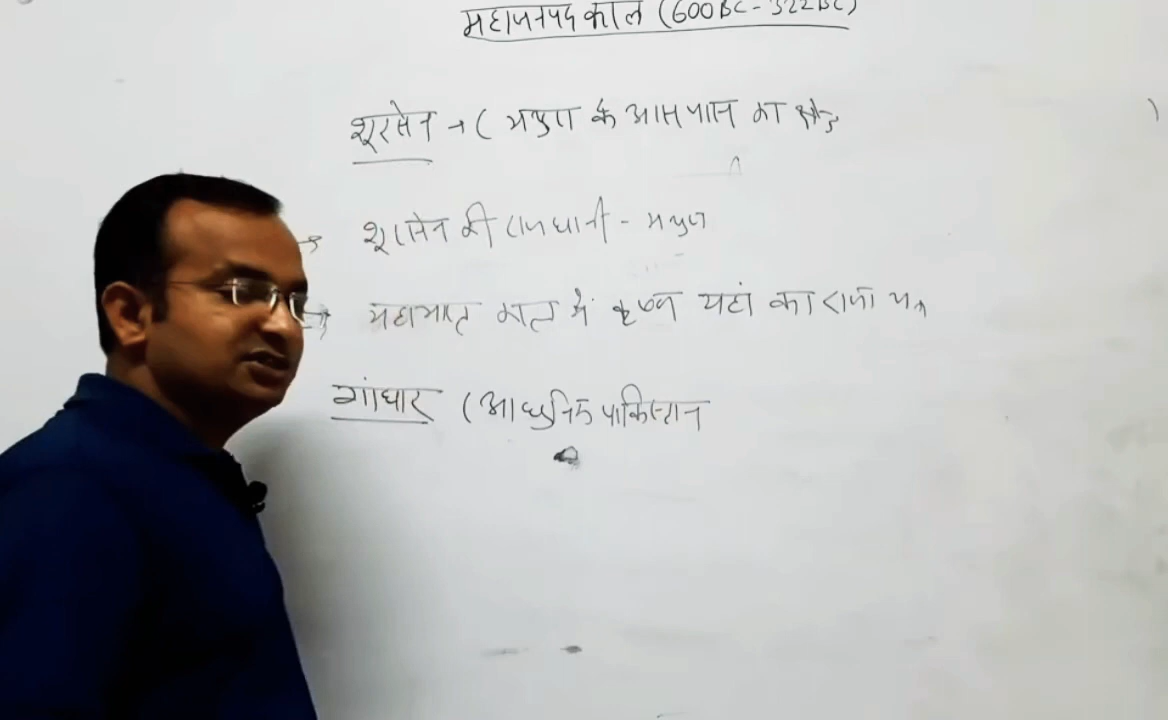 महाजनपद काल (600BC - 322BC)
शूरसेन → ( मथुरा के आसपास का क्षेत्र
→ शूरसेन की राजधानी - मथुरा
→ महाभारत काल में कृष्ण यहां का राजा था
गांधार (आधुनिक पाकिस्तान